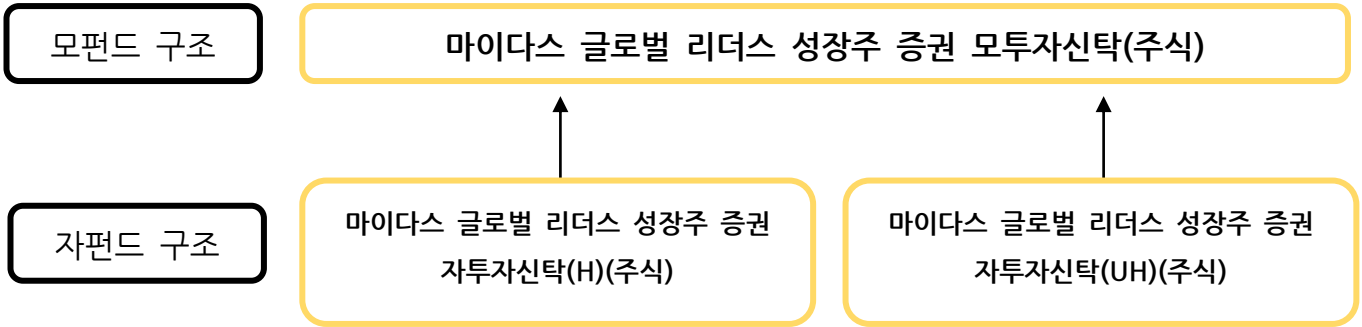 모펀드 구조
마이다스 글로벌 리더스 성장주 증권 모투자신탁(주식)
자펀드 구조
마이다스 글로벌 리더스 성장주 증권
자투자신탁(H)(주식)
마이다스 글로벌 리더스 성장주 증권
자투자신탁(UH)(주식)